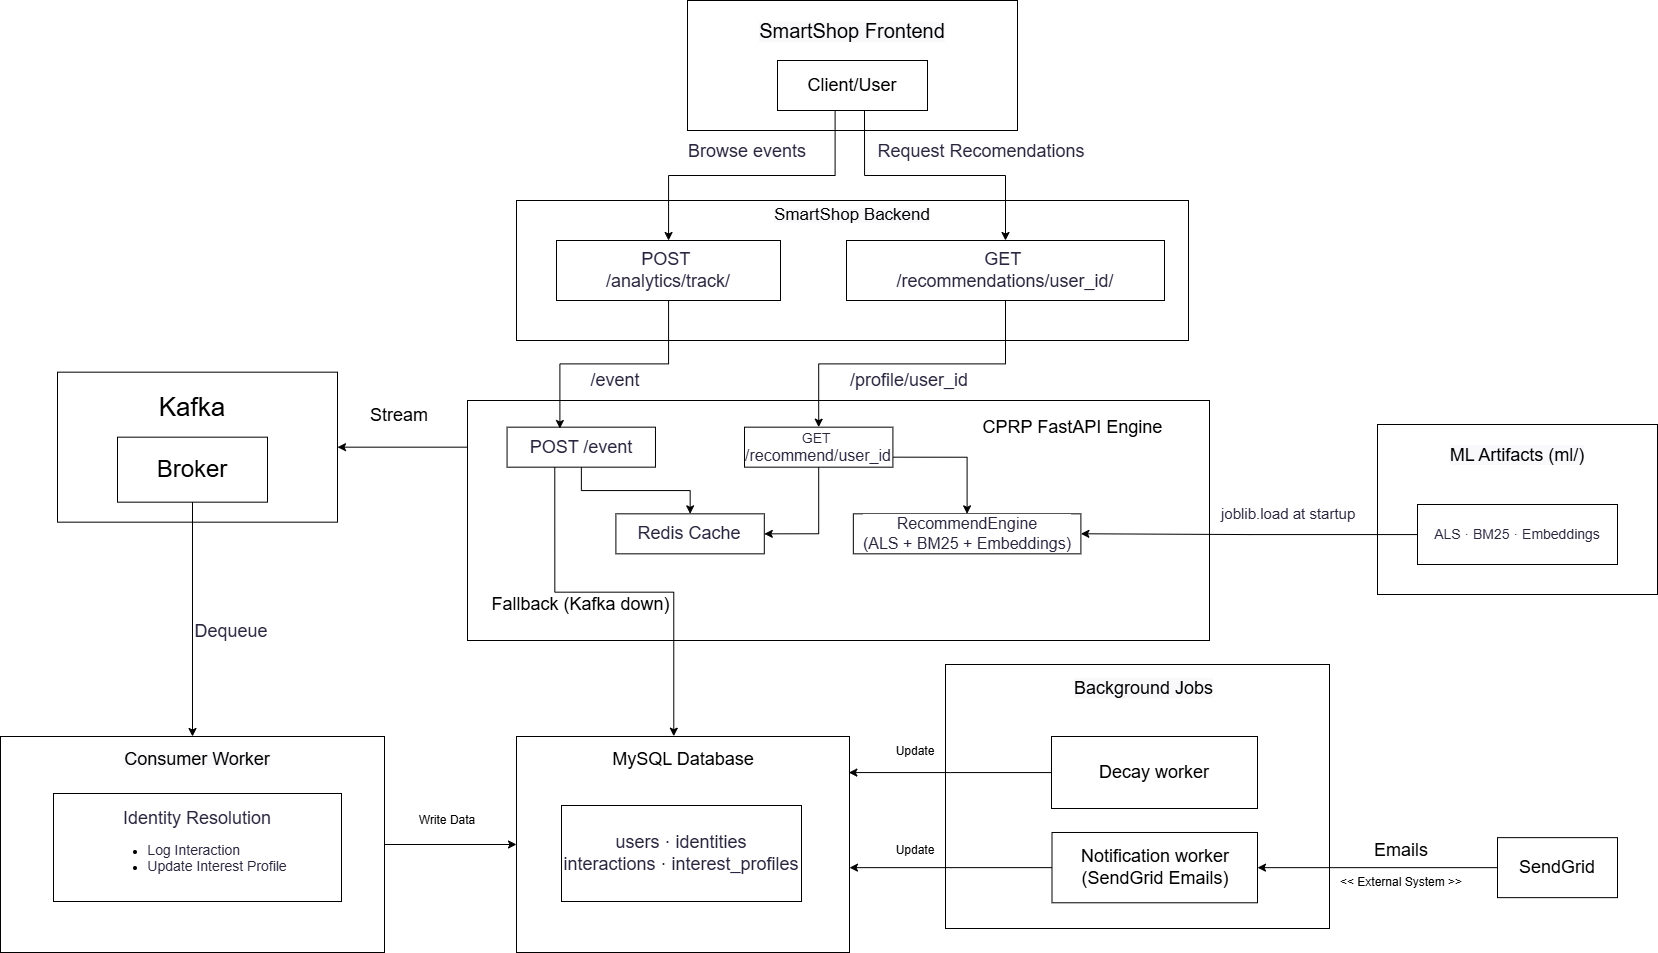 SmartShop Frontend
Client/User
Browse events
Request Recomendations
SmartShop Backend
POST
/analytics/track/
GET
/recommendations/user_id/
/event
/profile/user_id
Kafka
Broker
Stream
CPRP FastAPI Engine
POST /event
GET
/recommend/user_id
Redis Cache
RecommendEngine
(ALS + BM25 + Embeddings)
Fallback (Kafka down)
joblib.load at startup
ML Artifacts (ml/)
ALS · BM25 · Embeddings
Dequeue
Consumer Worker
Identity Resolution
• Log Interaction
• Update Interest Profile
Write Data
MySQL Database
users · identities
interactions · interest_profiles
Background Jobs
Update
Decay worker
Update
Notification worker
(SendGrid Emails)
Emails
<< External System >>
SendGrid